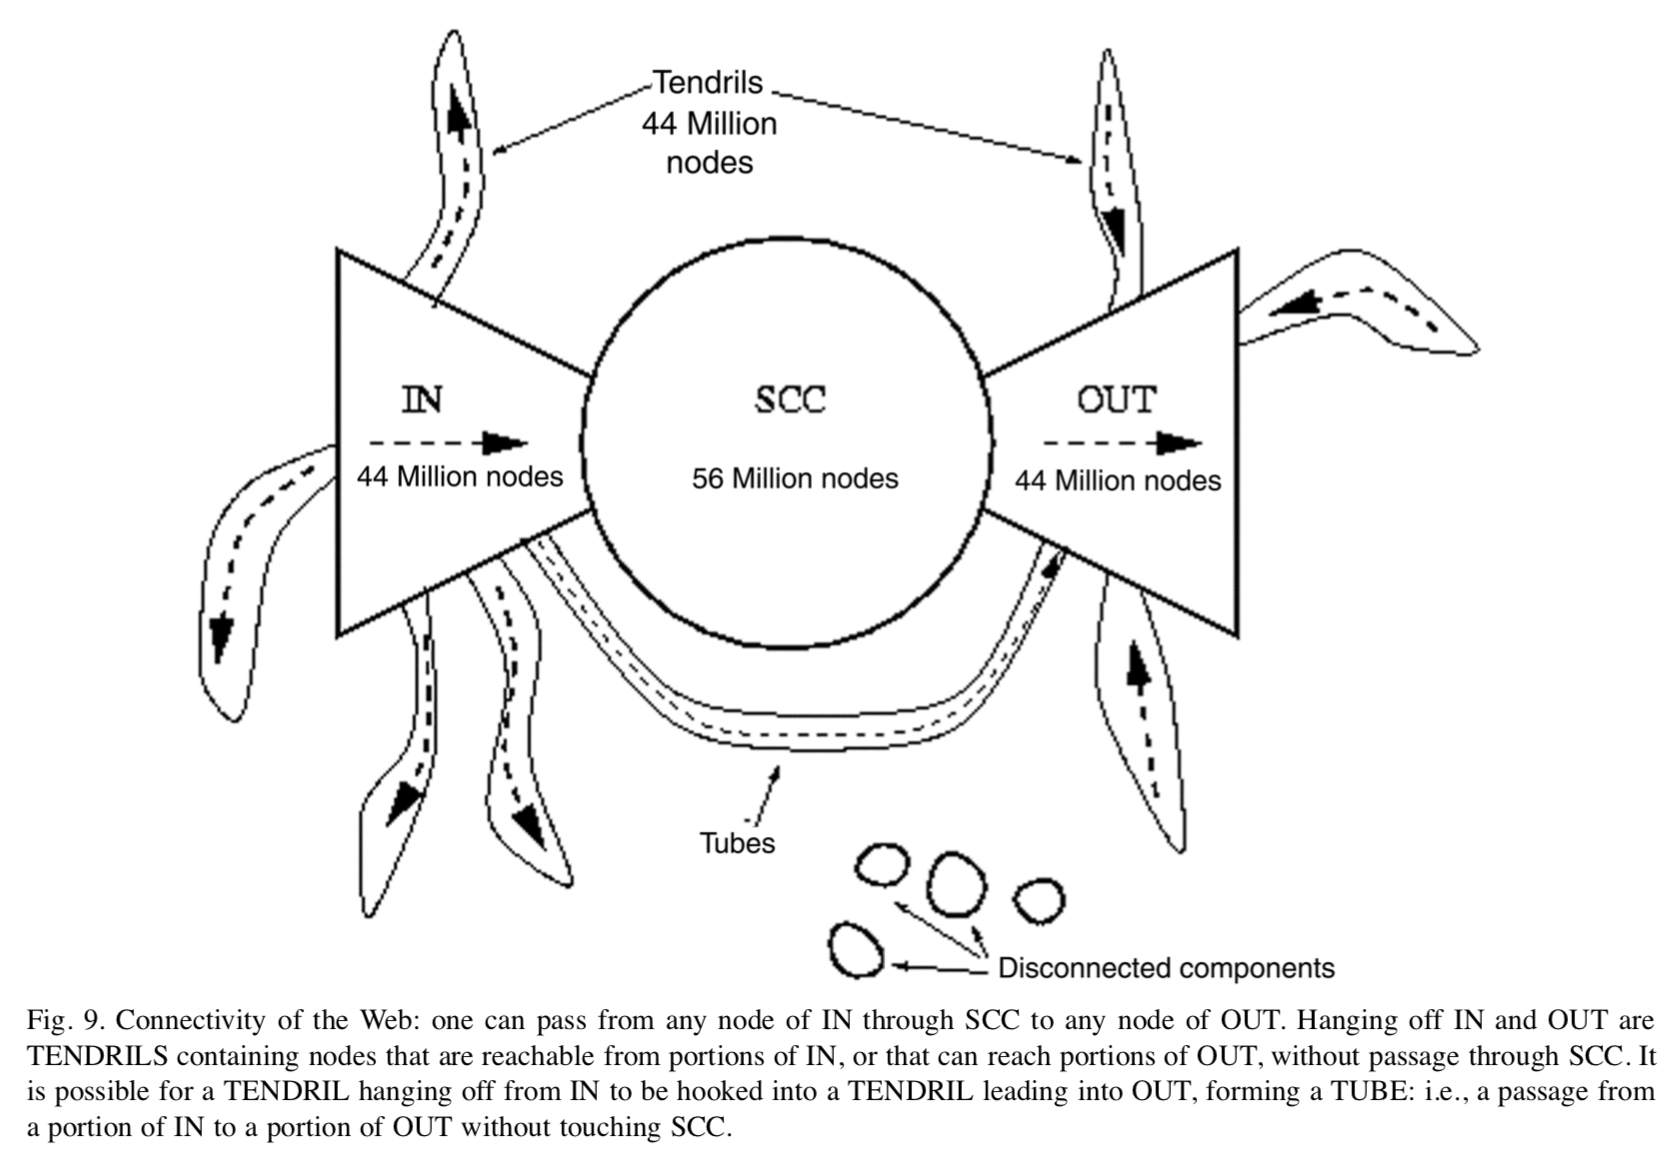 Tendrils
44 Million
nodes
IN
SCC
OUT
44 Million nodes
56 Million nodes
44 Million nodes
Tubes
Disconnected components
Fig. 9. Connectivity of the Web: one can pass from any node of IN through SCC to any node of OUT. Hanging off IN and OUT are
TENDRILS containing nodes that are reachable from portions of IN, or that can reach portions of OUT, without passage through SCC. It
is possible for a TENDRIL hanging off from IN to be hooked into a TENDRIL leading into OUT, forming a TUBE: i.e., a passage from
a portion of IN to a portion of OUT without touching SCC.